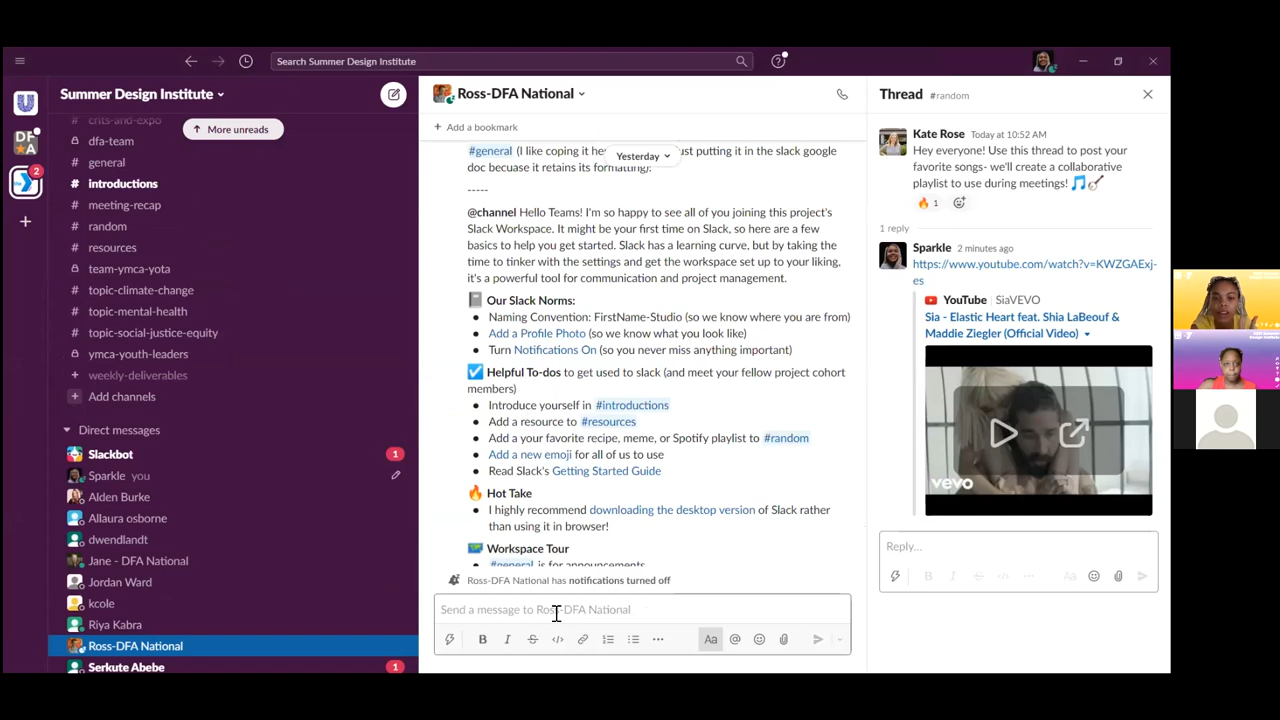 Search Summer Design Institute
Summer Design Institute
DF
A
2
crits-and-expo
More unreads
dfa-team
general
introductions
meeting-recap
random
resources
team-ymca-yota
topic-climate-change
topic-mental-health
topic-social-justice-equity
ymca-youth-leaders
weekly-deliverables
Add channels
Direct messages
Slackbot 1
Sparkle you
Alden Burke
Allaura osborne
dwendlandt
Jane - DFA National
Jordan Ward
kcole
Riya Kabra
Ross-DFA National
Serkute Abebe 1
Ross-DFA National
Add a bookmark
Yesterday
#general (I like coping it
just putting it in the slack google
doc becuase it retains its formatting):
-----
@channel Hello Teams! I'm so happy to see all of you joining this project's
Slack Workspace. It might be your first time on Slack, so here are a few
basics to help you get started. Slack has a learning curve, but by taking the
time to tinker with the settings and get the workspace set up to your liking,
it's a powerful tool for communication and project management.
Our Slack Norms:
• Naming Convention: FirstName-Studio (so we know where you are from)
• Add a Profile Photo (so we know what you look like)
• Turn Notifications On (so you never miss anything important)
Helpful To-dos to get used to slack (and meet your fellow project cohort
members)
• Introduce yourself in #introductions
• Add a resource to #resources
• Add your favorite recipe, meme, or Spotify playlist to #random
• Add a new emoji for all of us to use
• Read Slack's Getting Started Guide
Hot Take
• I highly recommend downloading the desktop version of Slack rather
than using it in browser!
Workspace Tour
• #general is for announcements
Ross-DFA National has notifications turned off
Send a message to Ross-DFA National
Thread #random
Kate Rose Today at 10:52 AM
Hey everyone! Use this thread to post your
favorite songs- we'll create a collaborative
playlist to use during meetings!
1
1 reply
Sparkle 2 minutes ago
https://www.youtube.com/watch?v=KWZGAExj-
es
YouTube | SiaVEVO
Sia - Elastic Heart feat. Shia LaBeouf &
Maddie Ziegler (Official Video)
vevo
Reply...